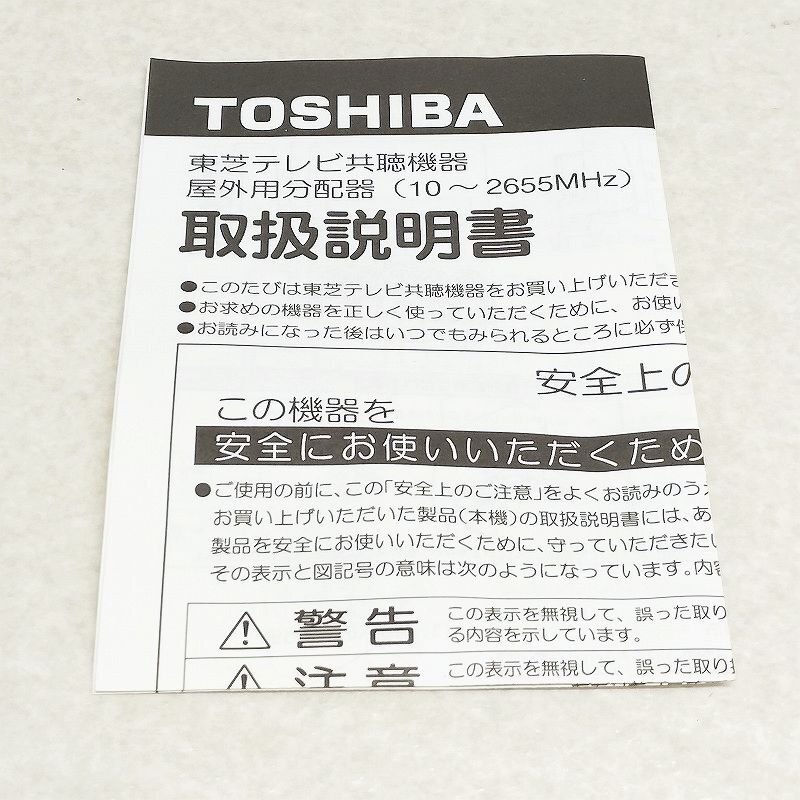 TOSHIBA
東芝テレビ共聴機器
屋外用分配器（10～2655MHz）
取扱説明書
●このたびは東芝テレビ共聴機器をお買い上げいただき
●お求めの機器を正しく使っていただくために、お使い
●お読みになった後はいつでもみられるところに必ず保
安全上の
この機器を
安全にお使いいただくため
●ご使用の前に、この「安全上のご注意」をよくお読みのうえ
お買い上げいただいた製品（本機）の取扱説明書には、あ
製品を安全にお使いいただくために、守っていただきたい
その表示と図記号の意味は次のようになっています。内容
警告
この表示を無視して、誤った取り
る内容を示しています。
注意
この表示を無視して、誤った取り扱